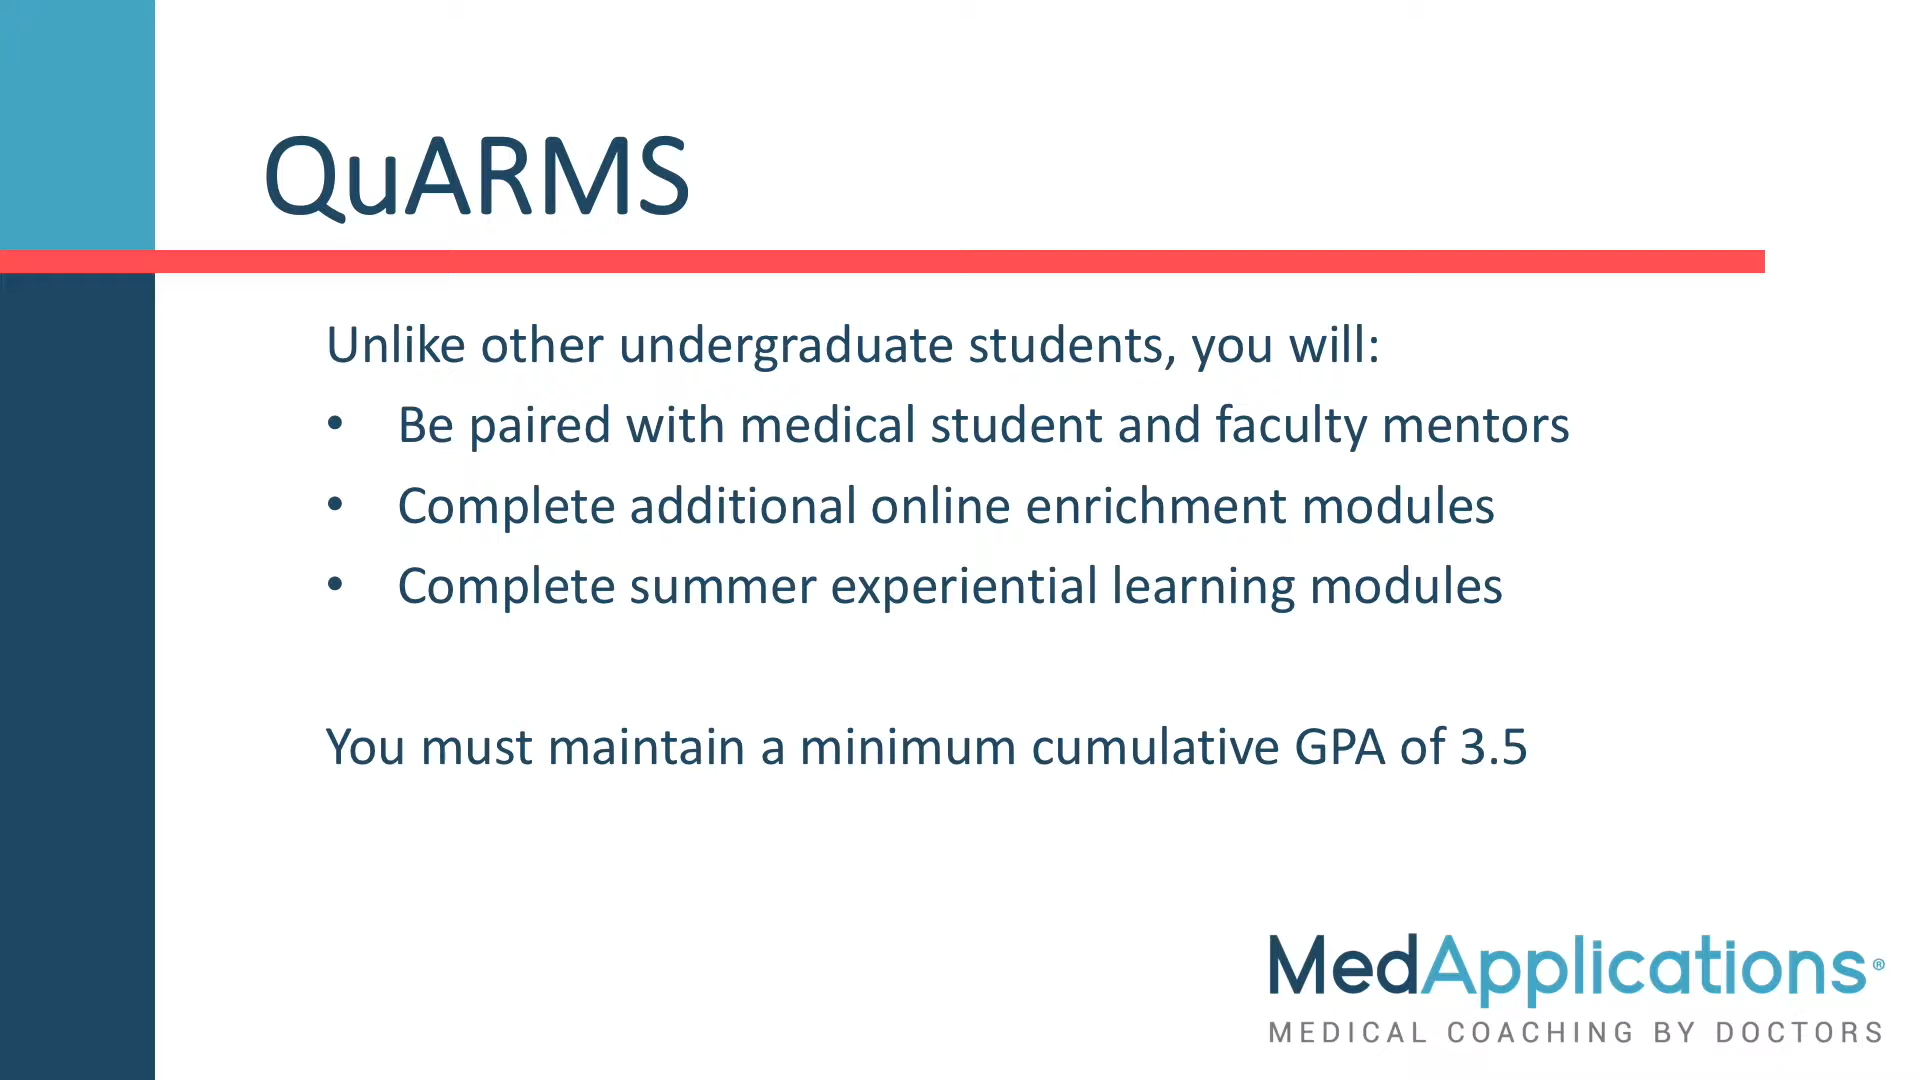 QuARMS
Unlike other undergraduate students, you will:
• Be paired with medical student and faculty mentors
• Complete additional online enrichment modules
• Complete summer experiential learning modules
You must maintain a minimum cumulative GPA of 3.5
MedApplications®
MEDICAL COACHING BY DOCTORS